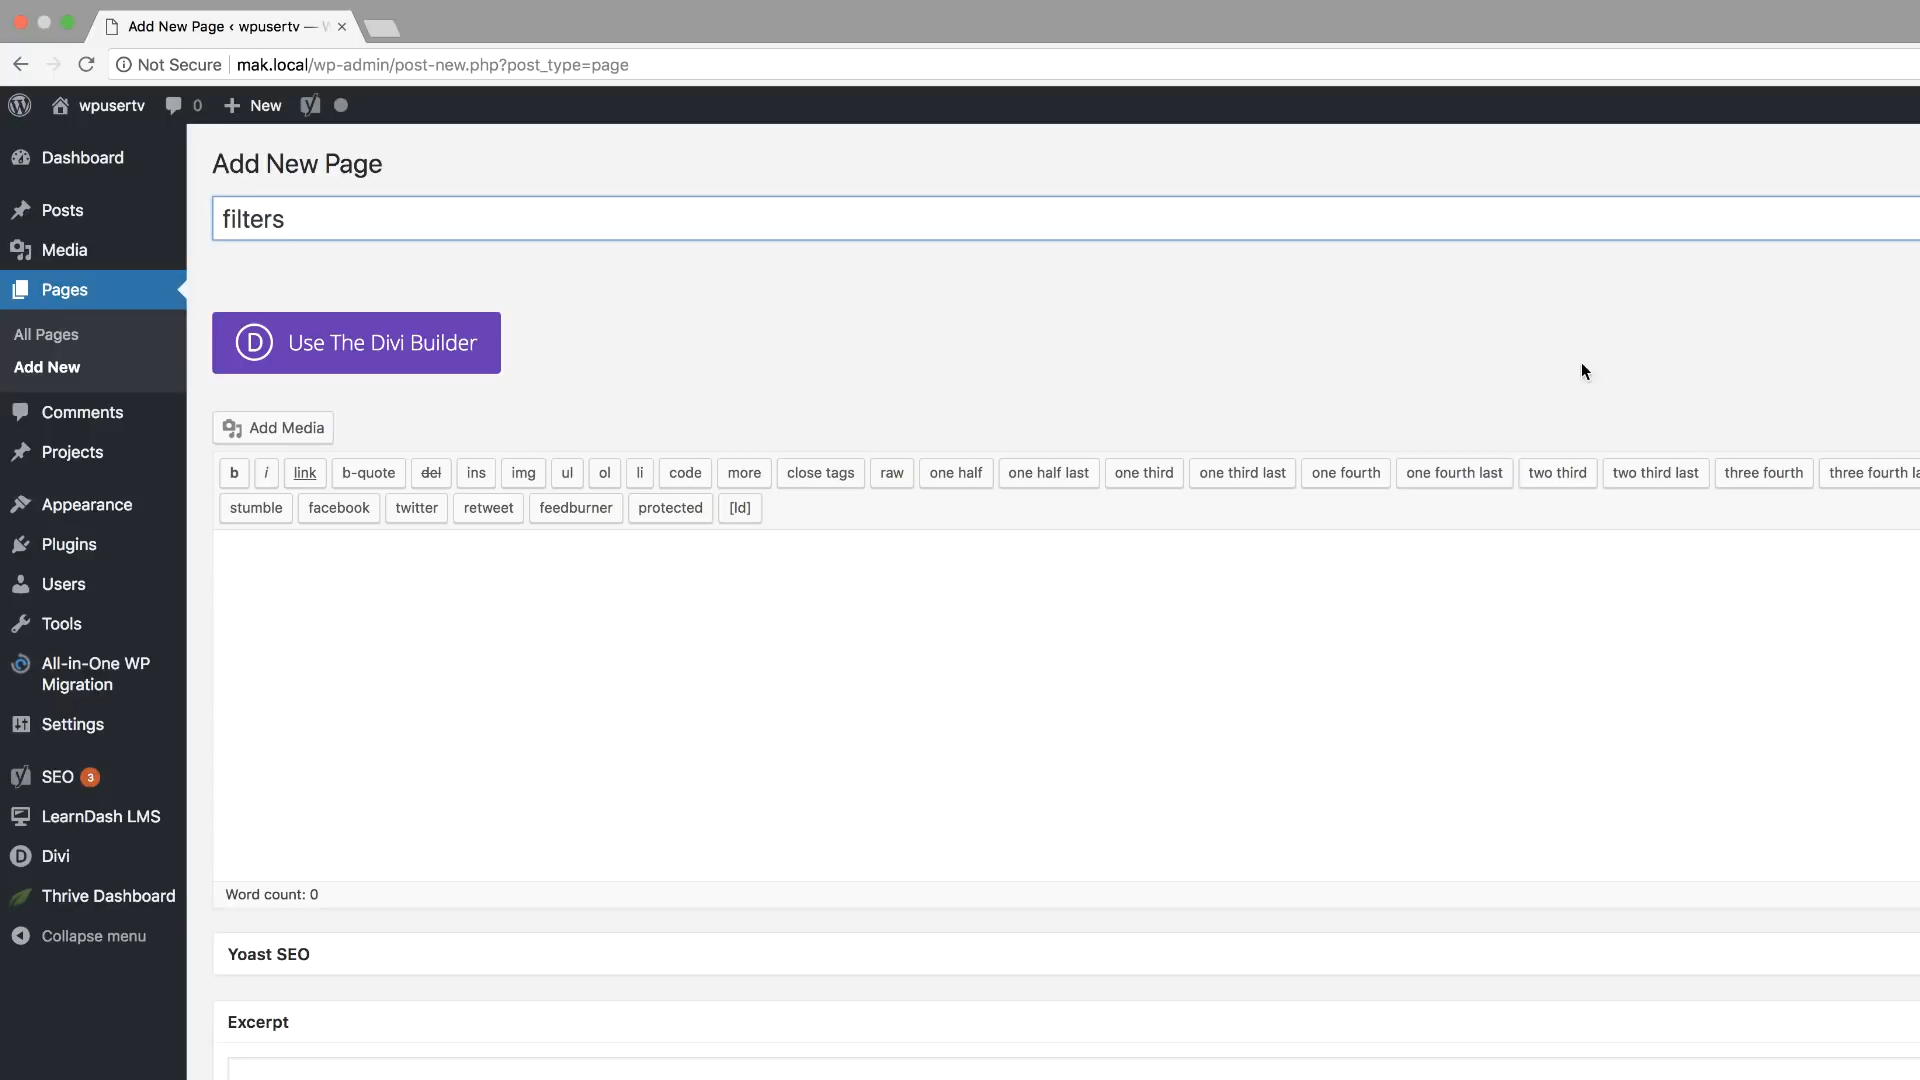 Add New Page ‹ wpusertv —
Not Secure mak.local/wp-admin/post-new.php?post_type=page
wpusertv 0 New
Dashboard
Posts
Media
Pages
All Pages
Add New
Comments
Projects
Appearance
Plugins
Users
Tools
All-in-One WP
Migration
Settings
SEO 3
LearnDash LMS
Divi
Thrive Dashboard
Collapse menu
Add New Page
filters
D Use The Divi Builder
Add Media
b i link b-quote del ins img ul ol li code more close tags raw one half one half last one third one third last one fourth one fourth last two third two third last three fourth three fourth
stumble facebook twitter retweet feedburner protected [ld]
Word count: 0
Yoast SEO
Excerpt